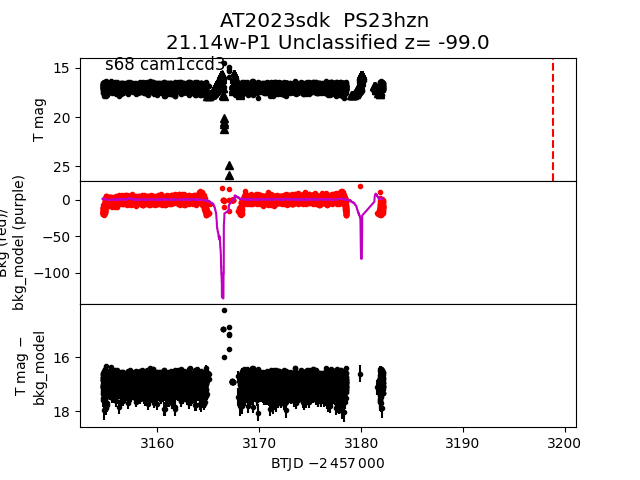 AT2023sdk PS23hzn
21.14w-P1 Unclassified z= -99.0
s68 cam1ccd3
15
20
25
T mag
0
−50
−100
Bkg (red)/
bkg_model (purple)
16
18
T mag −
bkg_model
3160 3170 3180 3190 3200
BTJD −2 457 000